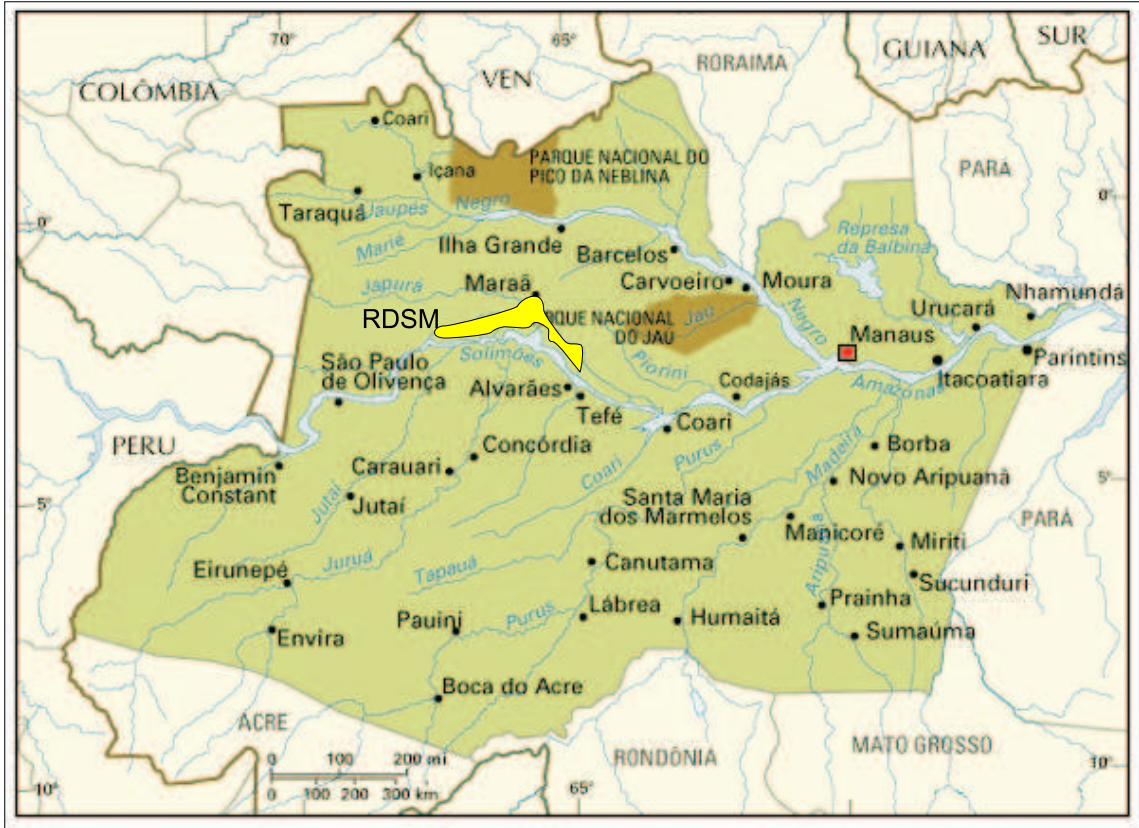 70°
65°
SUR
GUIANA
VEN
RORAIMA
COLÔMBIA
Coari
PARÁ
PARQUE NACIONAL DO
PICO DA NEBLINA
Içana
0°
Taraquá
Uaupés
Negro
0°
Represa
da Balbina
Marié
Ilha Grande
Barcelos
Japurá
Maraã
Carvoeiro
Moura
Nhamundá
Urucará
RDSM
PARQUE NACIONAL
DO JAÚ
Jaú
Negro
Manaus
Parintins
Solimões
São Paulo
de Olivença
Piorini
Codajás
Amazonas
Itacoatiara
Alvarães
Tefé
Coari
PERU
Concórdia
Purus
Madeira
Borba
Benjamin
Constant
Carauari
Coari
Novo Aripuanã
5°
5°
Jutaí
Jutaí
Santa Maria
dos Marmelos
Manicoré
PARÁ
Miriti
Eirunepé
Juruá
Tapauá
Canutama
Aripuanã
Sucunduri
Prainha
Lábrea
Humaitá
Pauini
Purus
Envira
Sumaúma
Boca do Acre
ACRE
RONDÔNIA
MATO GROSSO
0 100 200 mi
0 100 200 300 km
10°
65°
10°